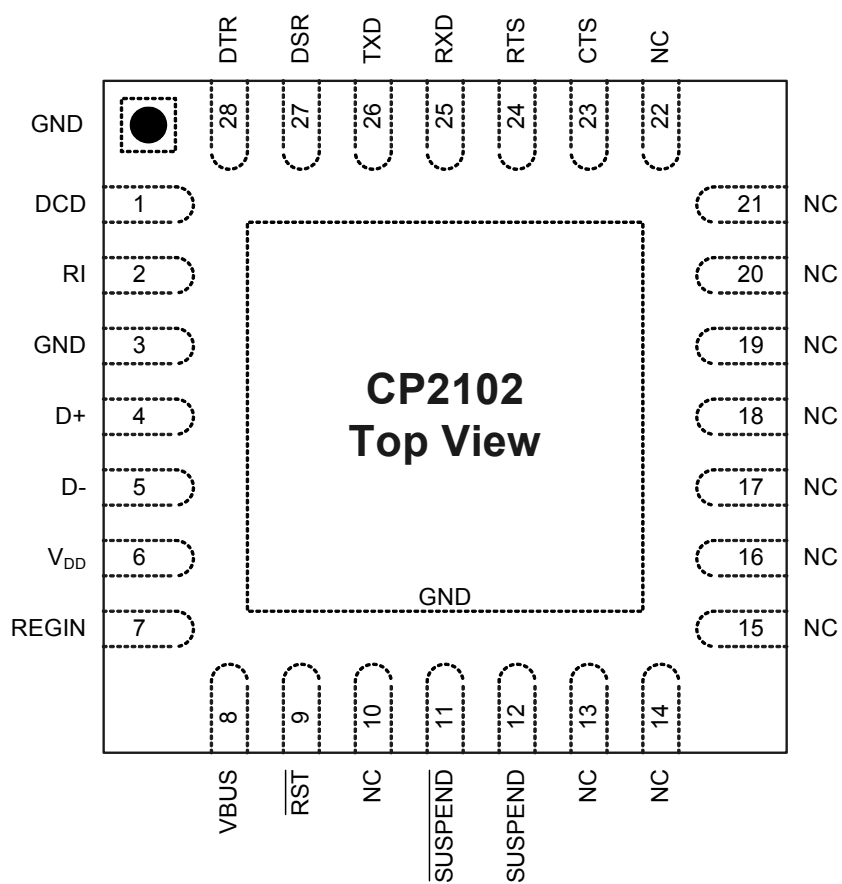 DTR
DSR
TXD
RXD
RTS
CTS
NC
28
27
26
25
24
23
22
GND
DCD 1
RI 2
GND 3
D+ 4
D- 5
VDD 6
REGIN 7
21 NC
20 NC
19 NC
18 NC
17 NC
16 NC
15 NC
CP2102
Top View
GND
8
9
10
11
12
13
14
VBUS
R̅S̅T̅
NC
S̅U̅S̅P̅E̅N̅D̅
SUSPEND
NC
NC